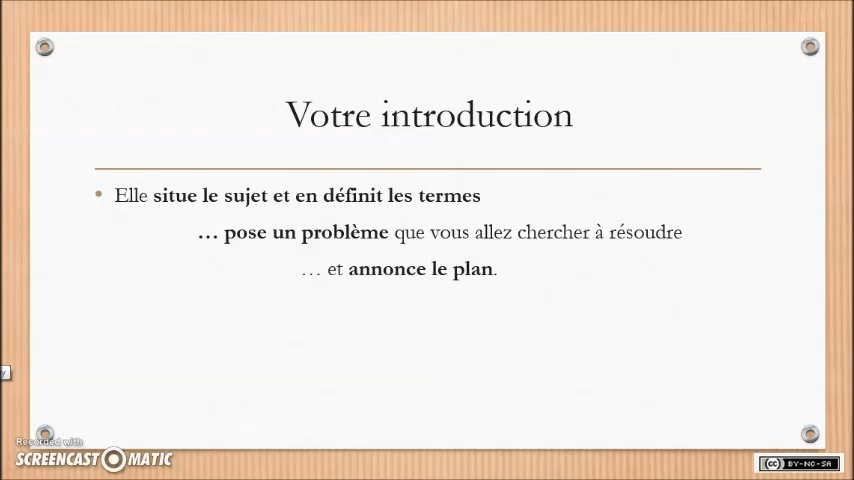 Votre introduction
• Elle situe le sujet et en définit les termes
… pose un problème que vous allez chercher à résoudre
… et annonce le plan.
y
Recorded with
SCREENCAST MATIC
cc BY-NC-SA